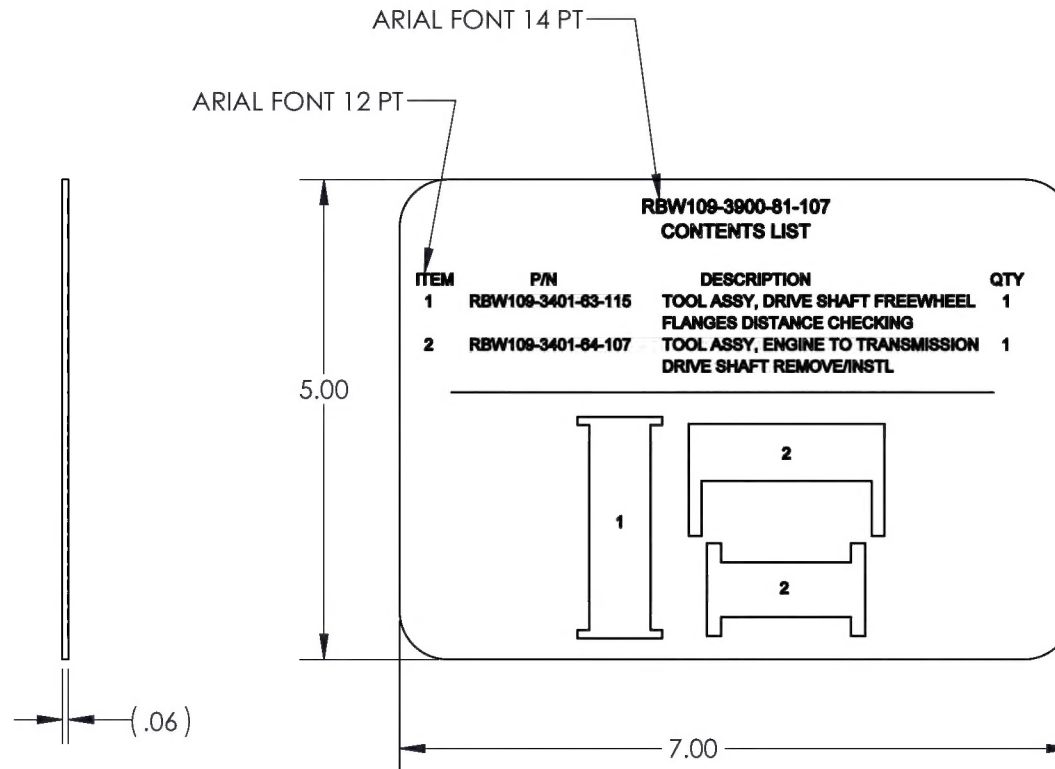 ARIAL FONT 14 PT
ARIAL FONT 12 PT
RBW109-3900-81-107
CONTENTS LIST
ITEM P/N DESCRIPTION QTY
1 RBW109-3401-63-115 TOOL ASSY, DRIVE SHAFT FREEWHEEL 1
FLANGES DISTANCE CHECKING
2 RBW109-3401-64-107 TOOL ASSY, ENGINE TO TRANSMISSION 1
DRIVE SHAFT REMOVE/INSTL
5.00
2
1
2
(.06)
7.00